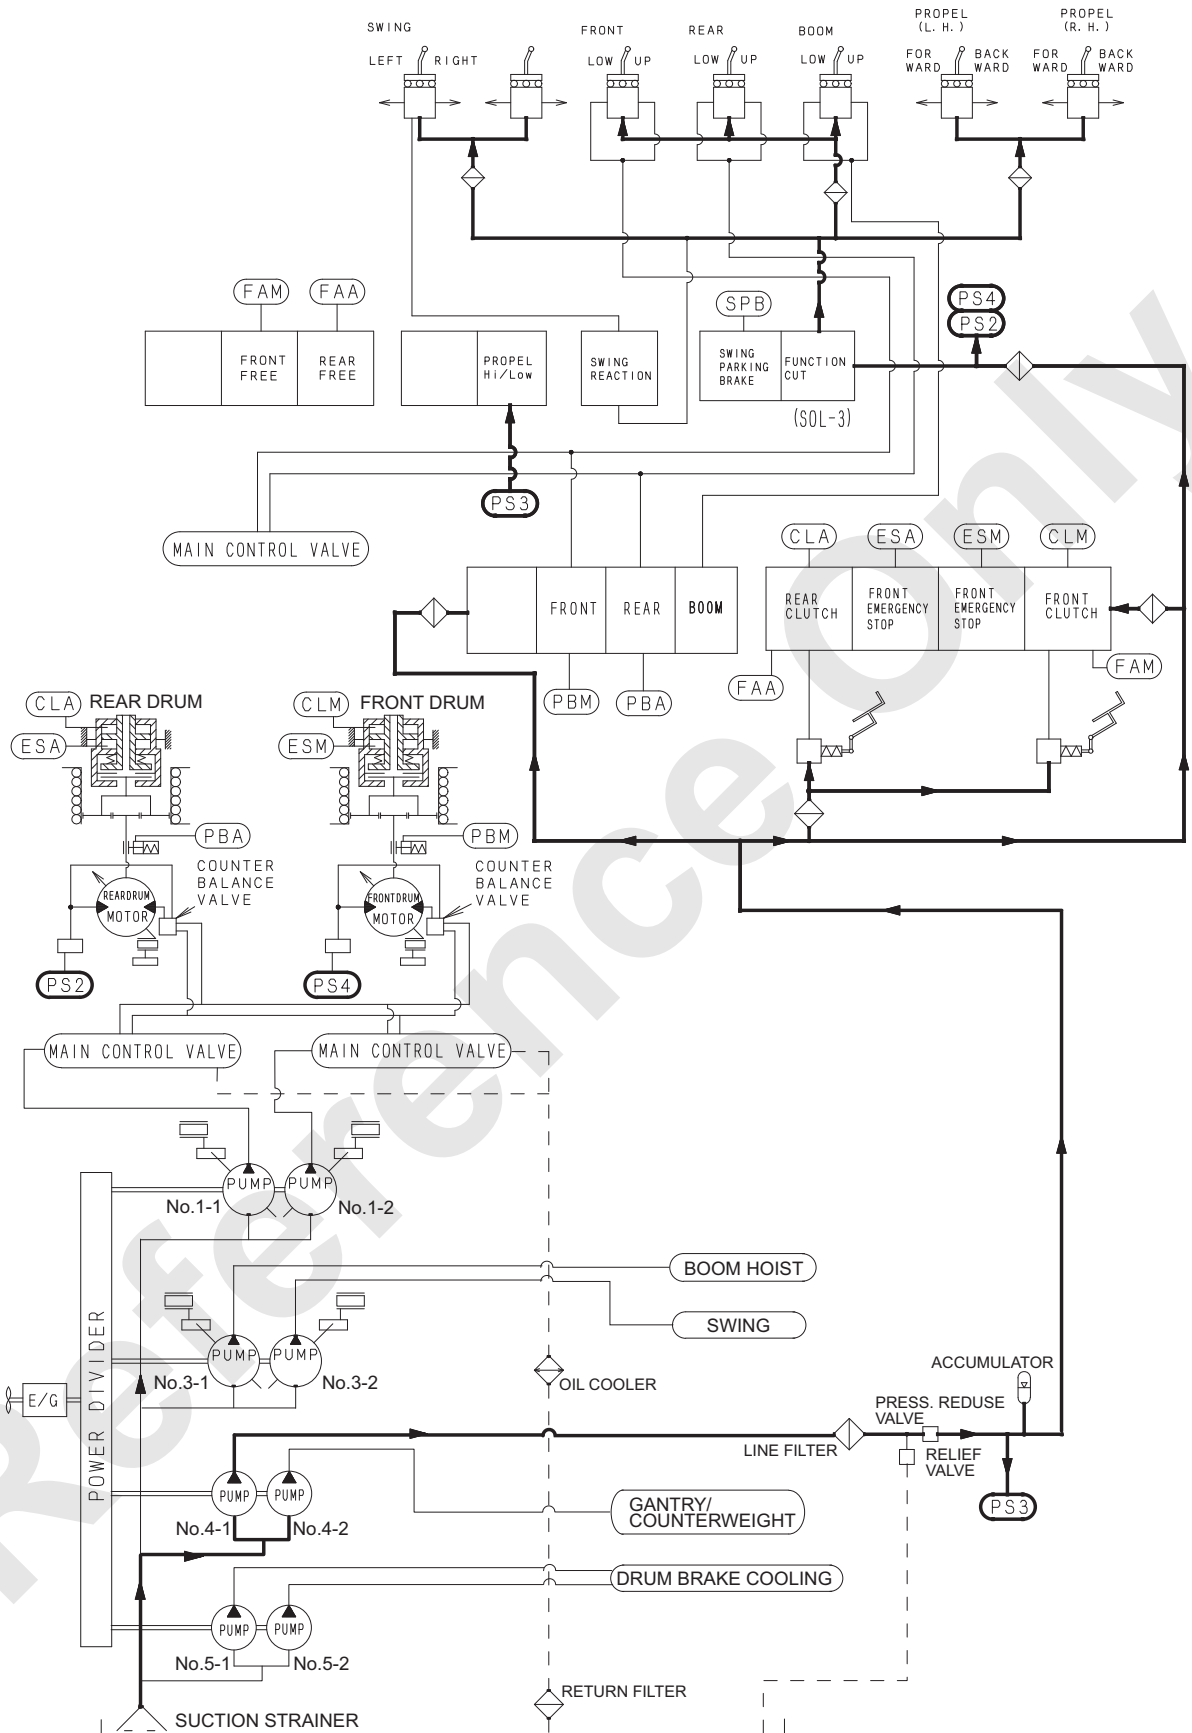 SWING
LEFT RIGHT
FRONT
LOW UP
REAR
LOW UP
BOOM
LOW UP
PROPEL
(L. H.)
FOR
WARD
BACK
WARD
PROPEL
(R. H.)
FOR
WARD
BACK
WARD
FAM
FAA
SPB
PS4
PS2
FRONT
FREE
REAR
FREE
PROPEL
Hi/Low
SWING
REACTION
SWING
PARKING
BRAKE
FUNCTION
CUT
(SOL-3)
PS3
MAIN CONTROL VALVE
CLA
ESA
ESM
CLM
FRONT
REAR
BOOM
REAR
CLUTCH
FRONT
EMERGENCY
STOP
FRONT
EMERGENCY
STOP
FRONT
CLUTCH
PBM
PBA
FAA
FAM
CLA
REAR DRUM
ESA
CLM
FRONT DRUM
ESM
PBA
PBM
COUNTER
BALANCE
VALVE
COUNTER
BALANCE
VALVE
REARDRUM
MOTOR
FRONTDRUM
MOTOR
PS2
PS4
MAIN CONTROL VALVE
MAIN CONTROL VALVE
PUMP
PUMP
No.1-1
No.1-2
BOOM HOIST
SWING
PUMP
PUMP
No.3-1
No.3-2
OIL COOLER
ACCUMULATOR
PRESS. REDUSE
VALVE
LINE FILTER
RELIEF
VALVE
PS3
E/G
POWER DIVIDER
PUMP
PUMP
No.4-1
No.4-2
GANTRY/
COUNTERWEIGHT
DRUM BRAKE COOLING
PUMP
PUMP
No.5-1
No.5-2
RETURN FILTER
SUCTION STRAINER
Reference Only